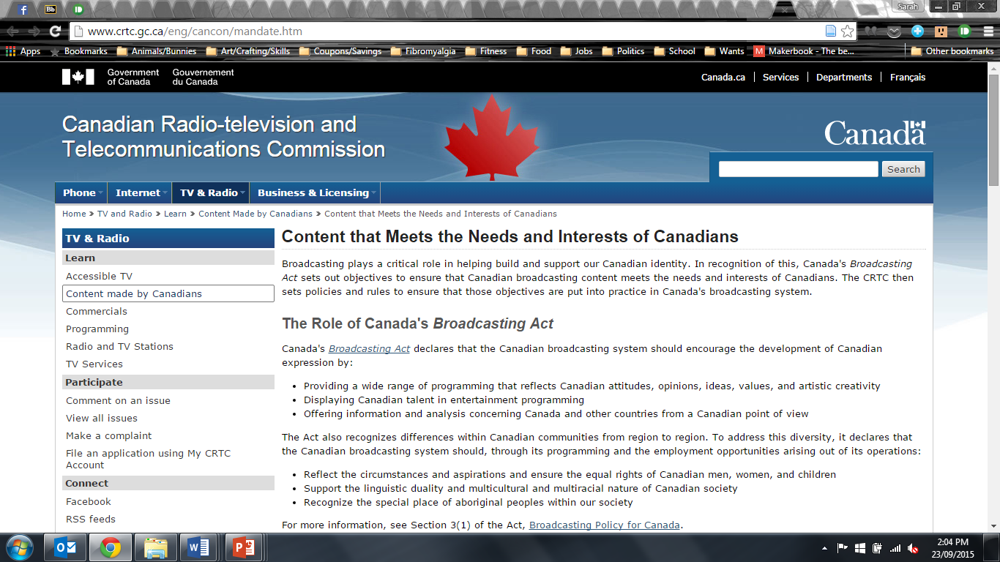 f Bb
Sarah
www.crtc.gc.ca/eng/cancon/mandate.htm
Apps Bookmarks Animals/Bunnies Art/Crafting/Skills Coupons/Savings Fibromyalgia Fitness Food Jobs Politics School Wants M Makerbook - The be... Other bookmarks
Government Gouvernement
of Canada du Canada
Canada.ca Services Departments Français
Canadian Radio-television and
Telecommunications Commission
Canada
Search
Phone Internet TV & Radio Business & Licensing
Home » TV and Radio » Learn » Content Made by Canadians » Content that Meets the Needs and Interests of Canadians
TV & Radio
Learn
Accessible TV
Content made by Canadians
Commercials
Programming
Radio and TV Stations
TV Services
Participate
Comment on an issue
View all issues
Make a complaint
File an application using My CRTC
Account
Connect
Facebook
RSS feeds
Content that Meets the Needs and Interests of Canadians
Broadcasting plays a critical role in helping build and support our Canadian identity. In recognition of this, Canada's Broadcasting
Act sets out objectives to ensure that Canadian broadcasting content meets the needs and interests of Canadians. The CRTC then
sets policies and rules to ensure that those objectives are put into practice in Canada's broadcasting system.
The Role of Canada's Broadcasting Act
Canada's Broadcasting Act declares that the Canadian broadcasting system should encourage the development of Canadian
expression by:
• Providing a wide range of programming that reflects Canadian attitudes, opinions, ideas, values, and artistic creativity
• Displaying Canadian talent in entertainment programming
• Offering information and analysis concerning Canada and other countries from a Canadian point of view
The Act also recognizes differences within Canadian communities from region to region. To address this diversity, it declares that
the Canadian broadcasting system should, through its programming and the employment opportunities arising out of its operations:
• Reflect the circumstances and aspirations and ensure the equal rights of Canadian men, women, and children
• Support the linguistic duality and multicultural and multiracial nature of Canadian society
• Recognize the special place of aboriginal peoples within our society
For more information, see Section 3(1) of the Act, Broadcasting Policy for Canada.
2:04 PM
23/09/2015